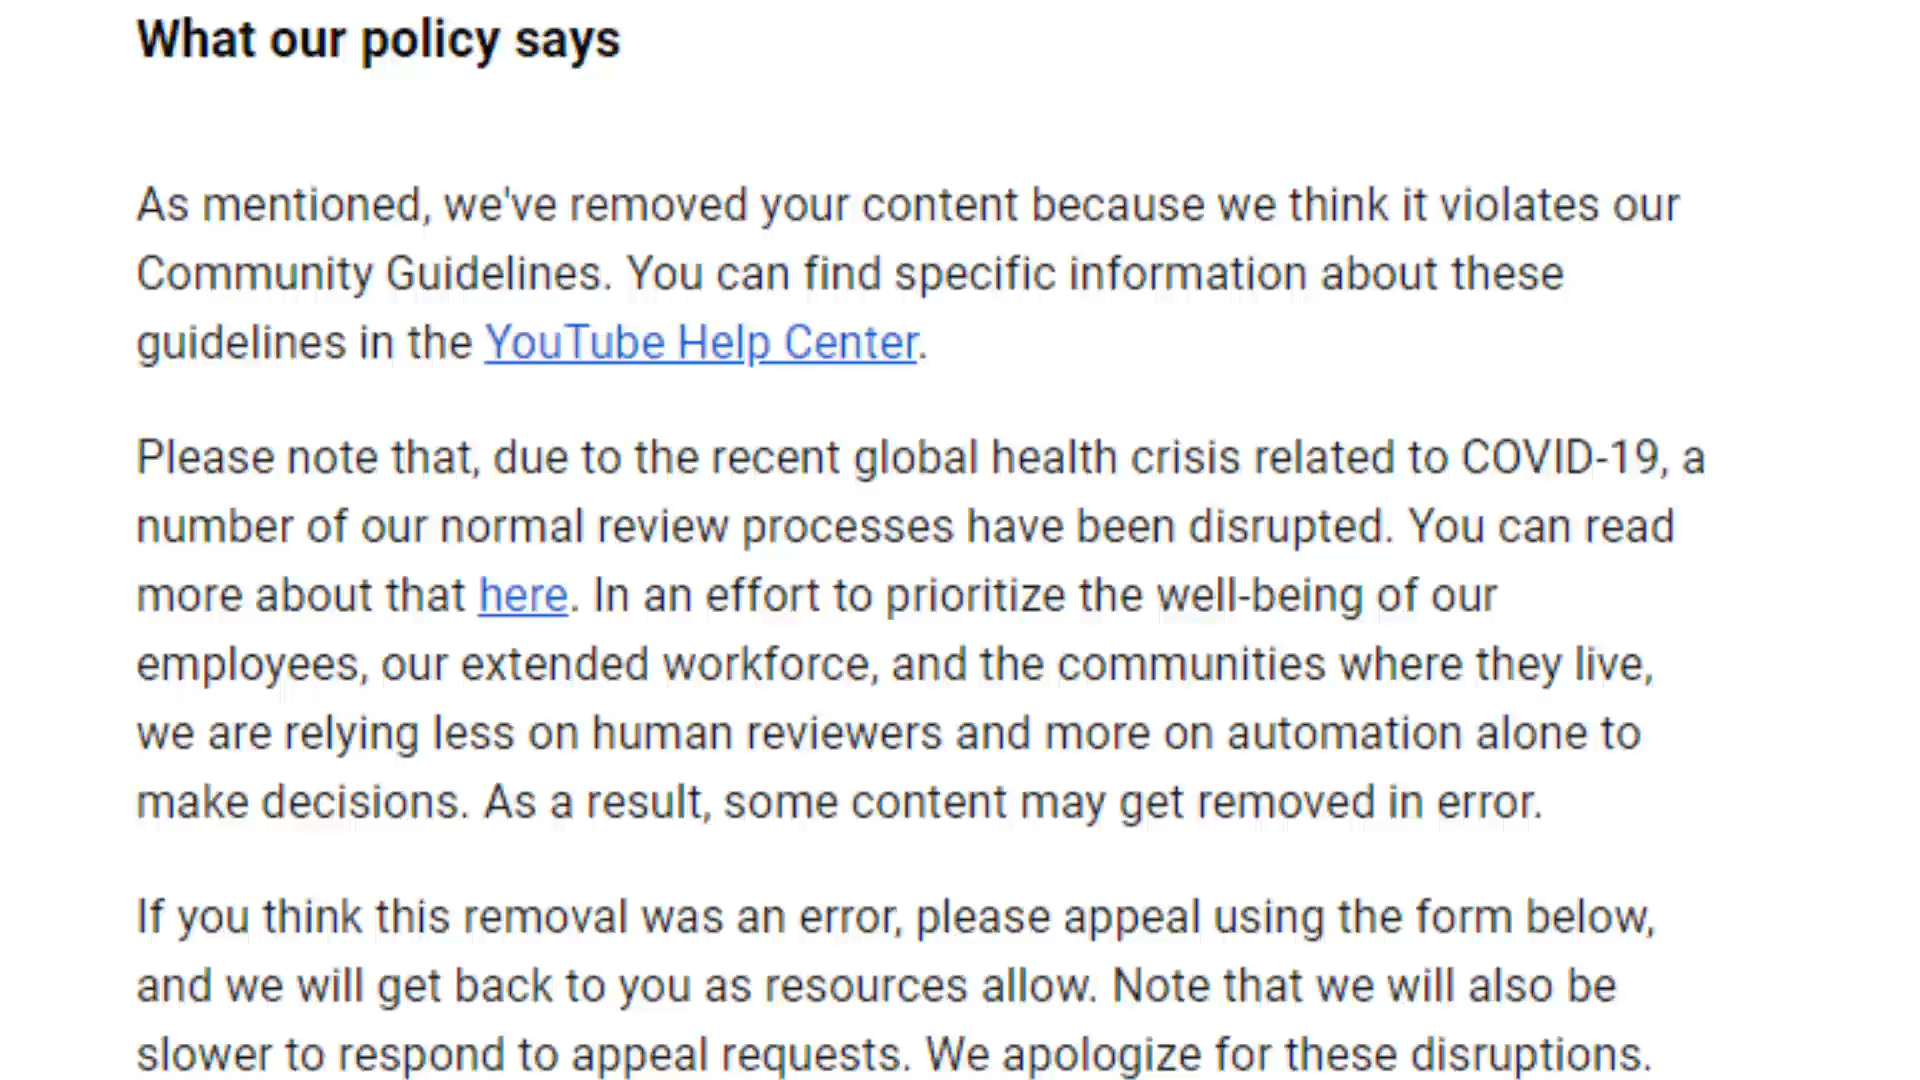 What our policy says
As mentioned, we've removed your content because we think it violates our
Community Guidelines. You can find specific information about these
guidelines in the YouTube Help Center.
Please note that, due to the recent global health crisis related to COVID-19, a
number of our normal review processes have been disrupted. You can read
more about that here. In an effort to prioritize the well-being of our
employees, our extended workforce, and the communities where they live,
we are relying less on human reviewers and more on automation alone to
make decisions. As a result, some content may get removed in error.
If you think this removal was an error, please appeal using the form below,
and we will get back to you as resources allow. Note that we will also be
slower to respond to appeal requests. We apologize for these disruptions.